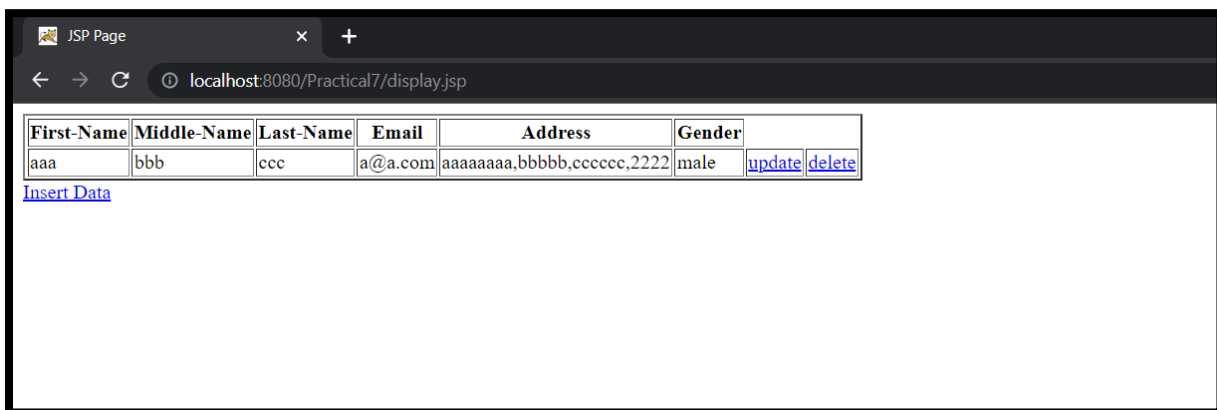 JSP Page
localhost:8080/Practical7/display.jsp
First-Name Middle-Name Last-Name Email Address Gender
aaa bbb ccc a@a.com aaaaaaaa,bbbbb,cccccc,2222 male update delete
Insert Data